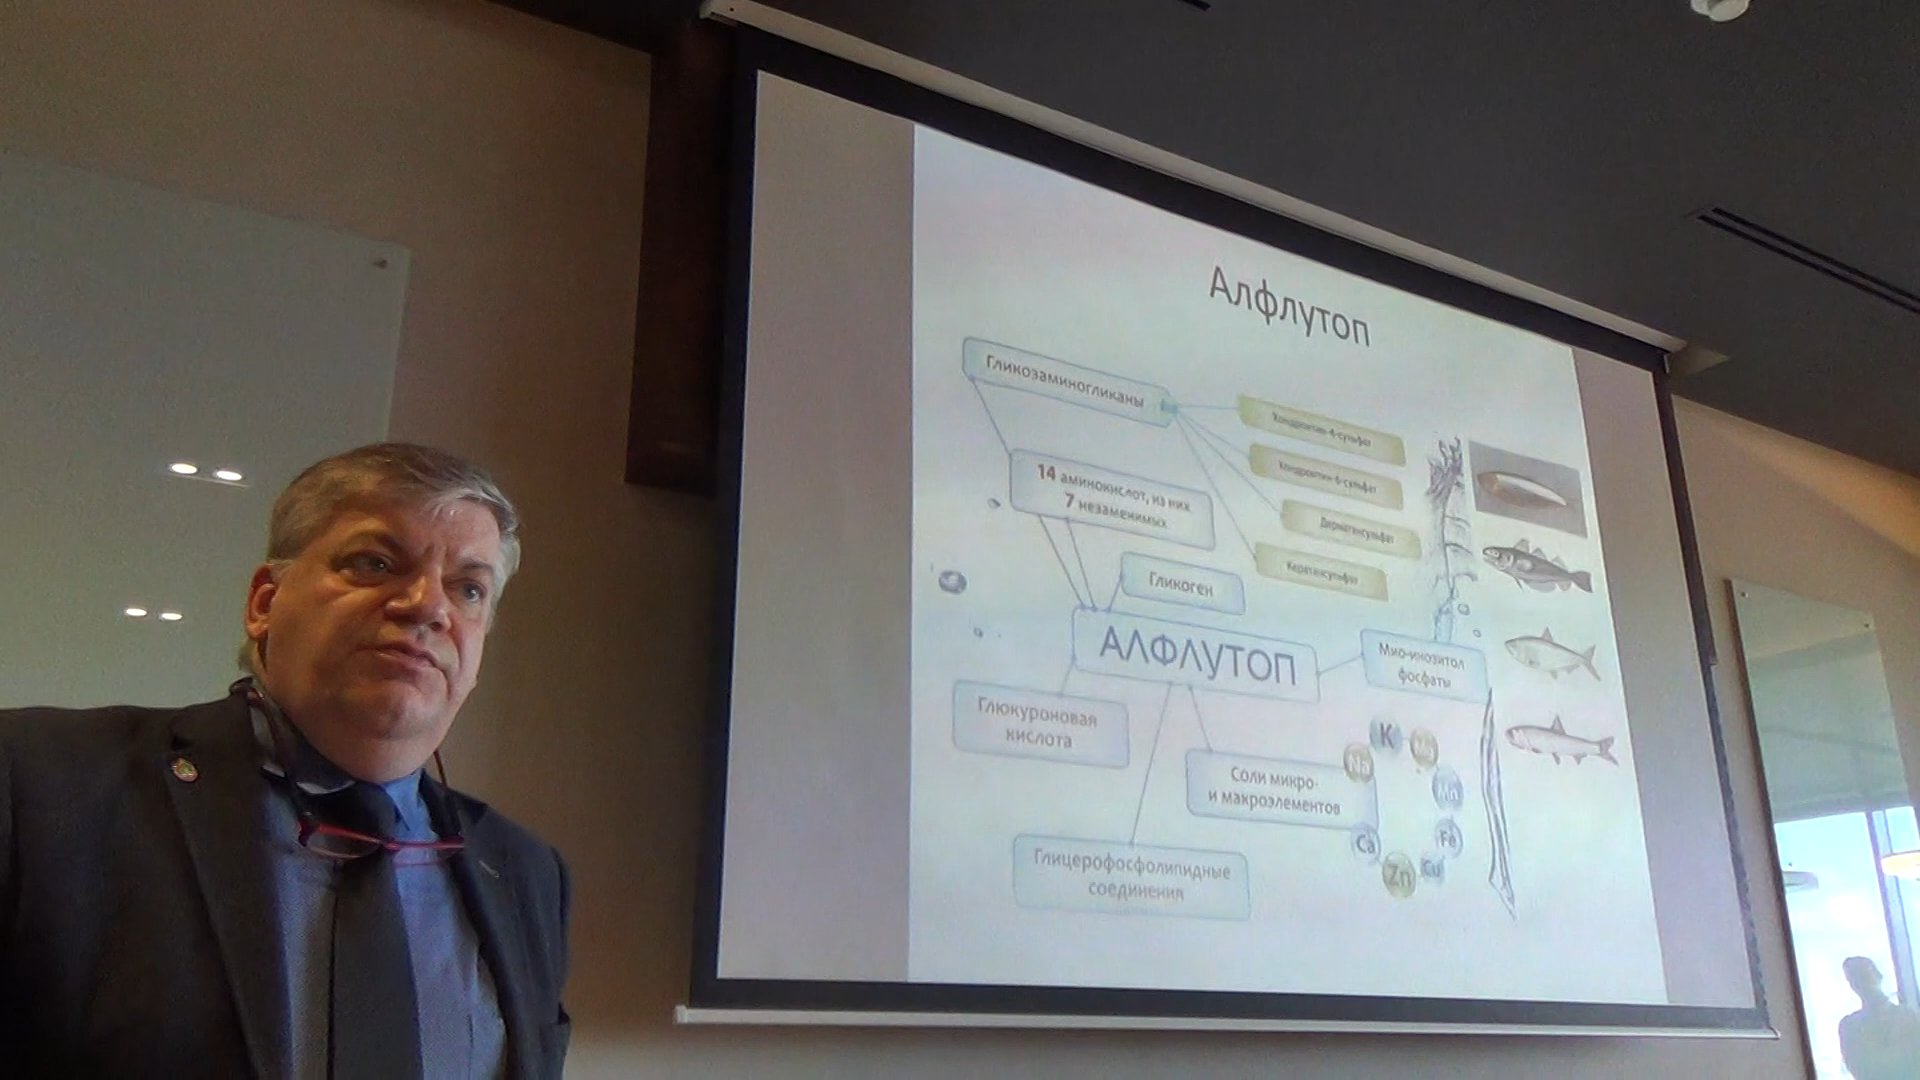 Алфлутоп
Гликозаминогликаны
Хондроитин-4-сульфат
Хондроитин-6-сульфат
Дерматансульфат
Кератансульфат
14 аминокислот, из них
7 незаменимых
Гликоген
АЛФЛУТОП
Мио-инозитол
фосфаты
Глюкуроновая
кислота
Соли микро-
и макроэлементов
K
Mg
Na
Mn
Ca
Fe
Zn
Cu
Глицерофосфолипидные
соединения